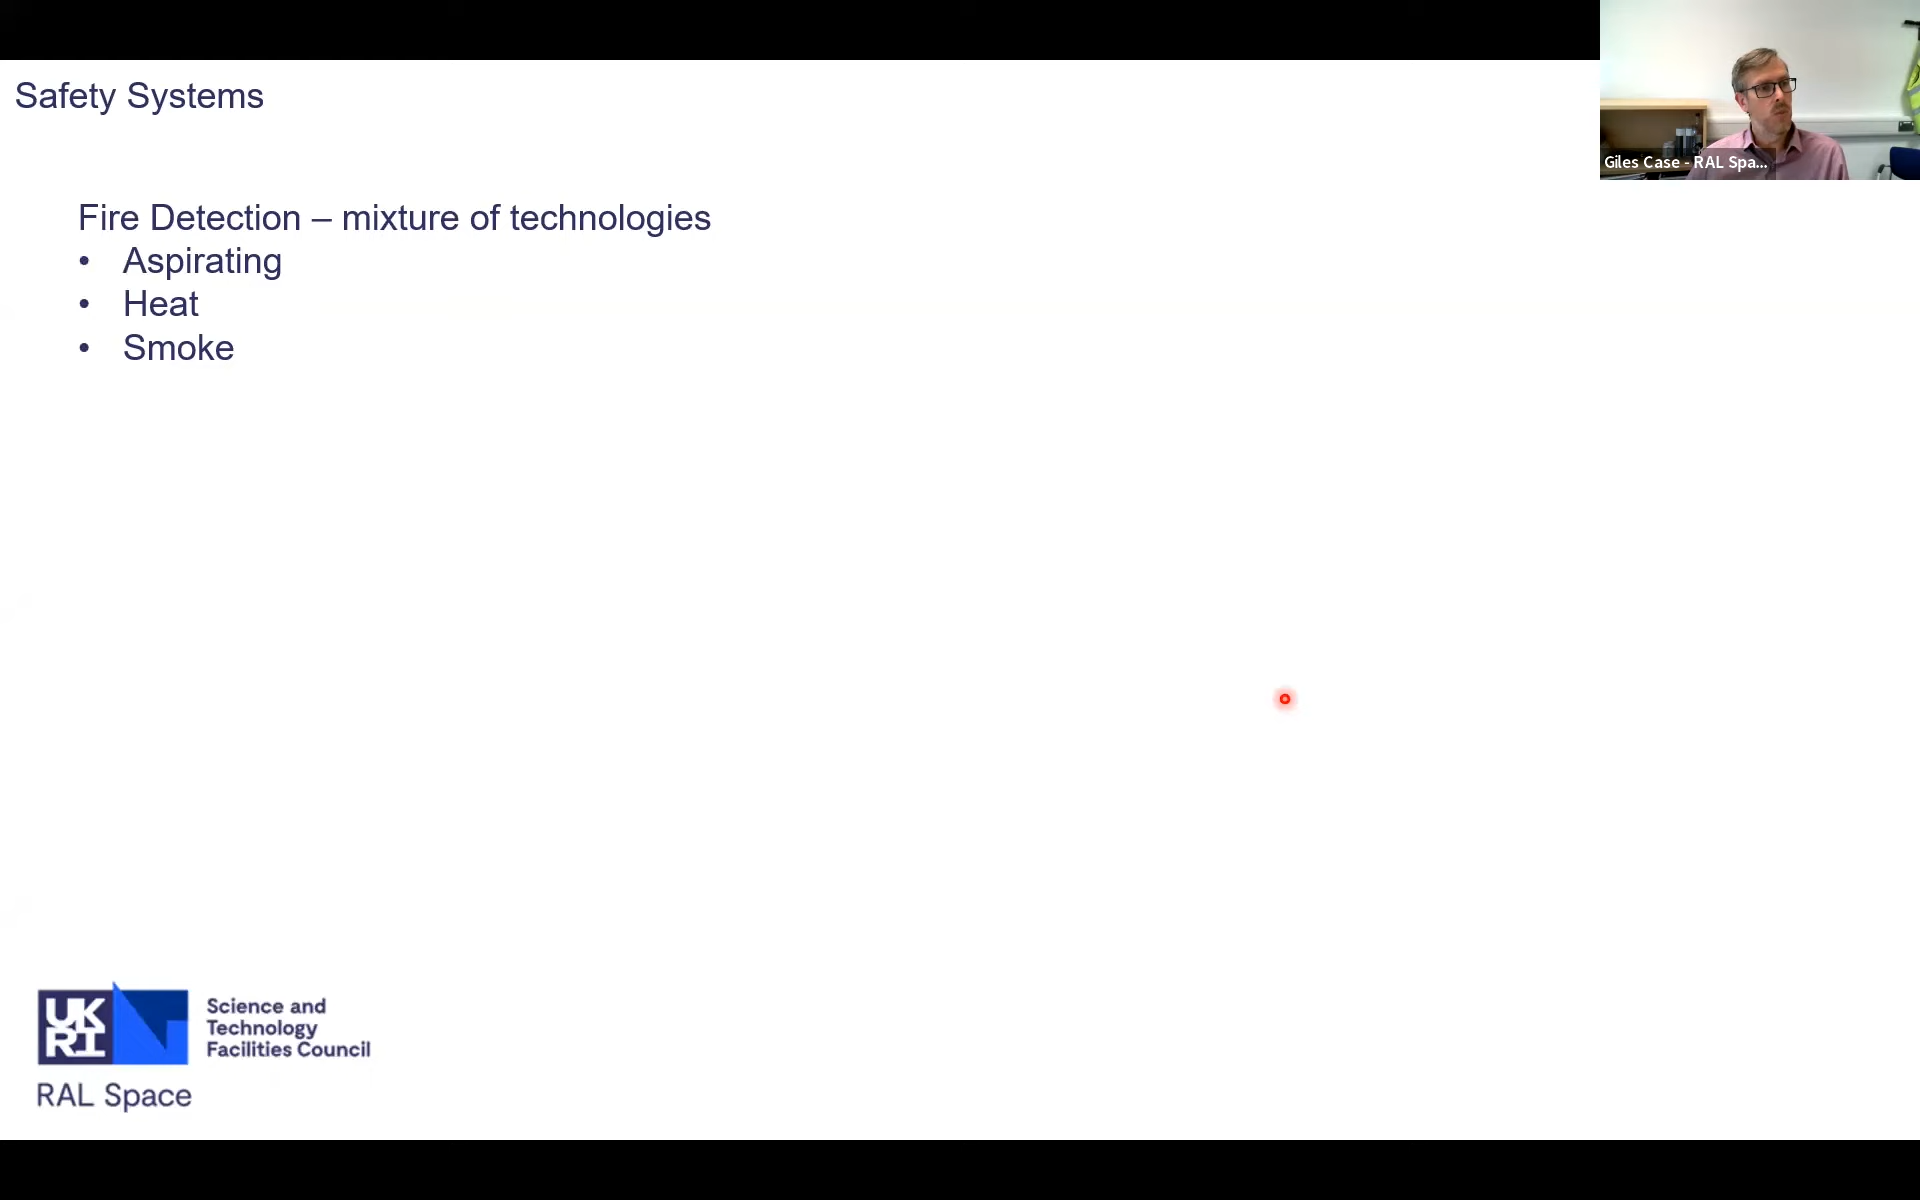 Safety Systems
Giles Case - RAL Spa...
Fire Detection – mixture of technologies
• Aspirating
• Heat
• Smoke
UK
RI
Science and
Technology
Facilities Council
RAL Space